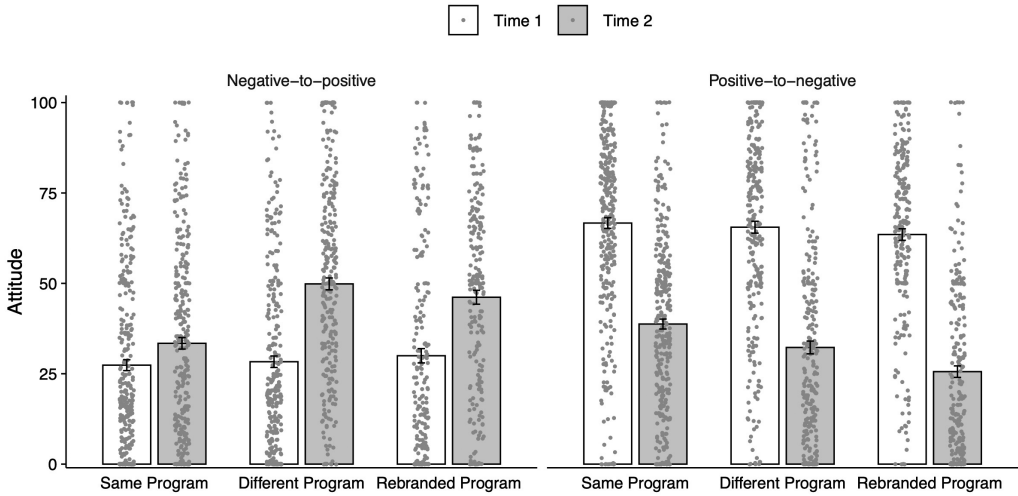 Time 1 Time 2
Negative−to−positive Positive−to−negative
100
75
50
25
0
Attitude
Same Program Different Program Rebranded Program Same Program Different Program Rebranded Program